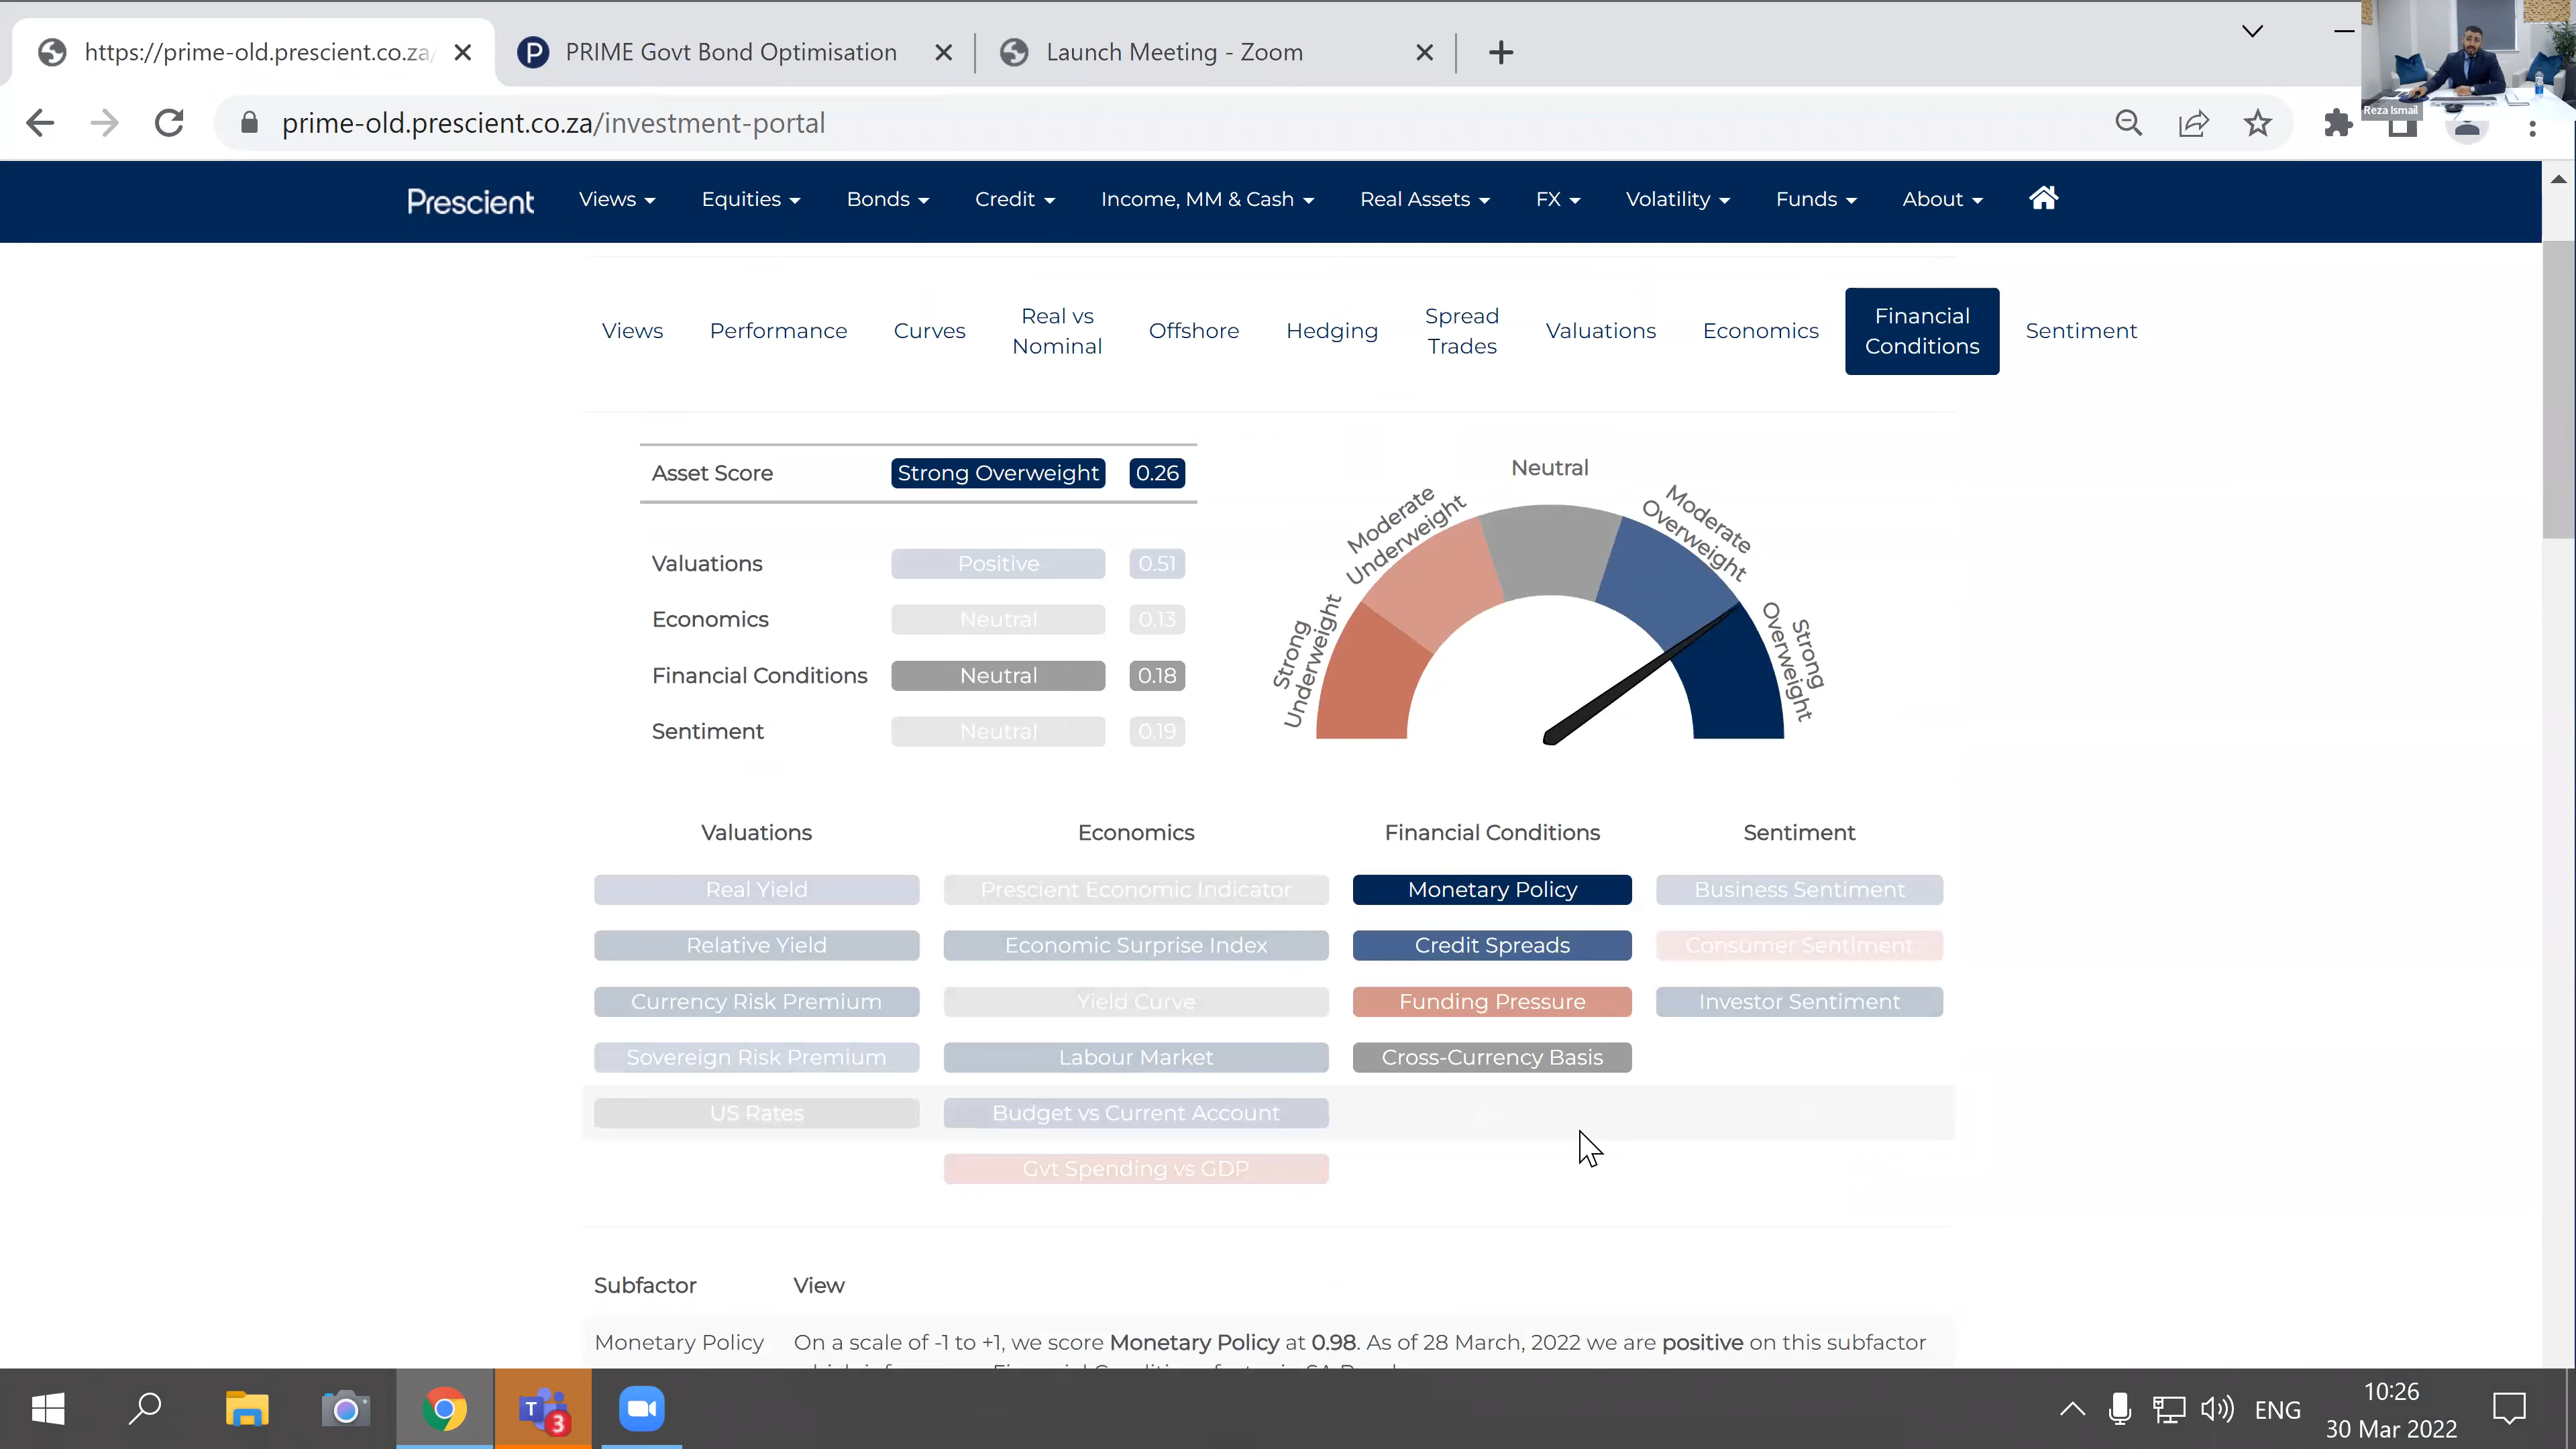 https://prime-old.prescient.co.za/
PRIME Govt Bond Optimisation
Launch Meeting - Zoom
prime-old.prescient.co.za/investment-portal
Reza Ismail
Prescient
Views
Equities
Bonds
Credit
Income, MM & Cash
Real Assets
FX
Volatility
Funds
About
Views
Performance
Curves
Real vs
Nominal
Offshore
Hedging
Spread
Trades
Valuations
Economics
Financial
Conditions
Sentiment
Asset Score
Strong Overweight
0.26
Valuations
Positive
0.51
Economics
Neutral
0.13
Financial Conditions
Neutral
0.18
Sentiment
Neutral
0.19
Strong
Underweight
Moderate
Underweight
Neutral
Moderate
Overweight
Strong
Overweight
Valuations
Economics
Financial Conditions
Sentiment
Real Yield
Prescient Economic Indicator
Monetary Policy
Business Sentiment
Relative Yield
Economic Surprise Index
Credit Spreads
Consumer Sentiment
Currency Risk Premium
Yield Curve
Funding Pressure
Investor Sentiment
Sovereign Risk Premium
Labour Market
Cross-Currency Basis
US Rates
Budget vs Current Account
Gvt Spending vs GDP
Subfactor
View
Monetary Policy
On a scale of -1 to +1, we score Monetary Policy at 0.98. As of 28 March, 2022 we are positive on this subfactor
T
3
ENG
10:26
30 Mar 2022